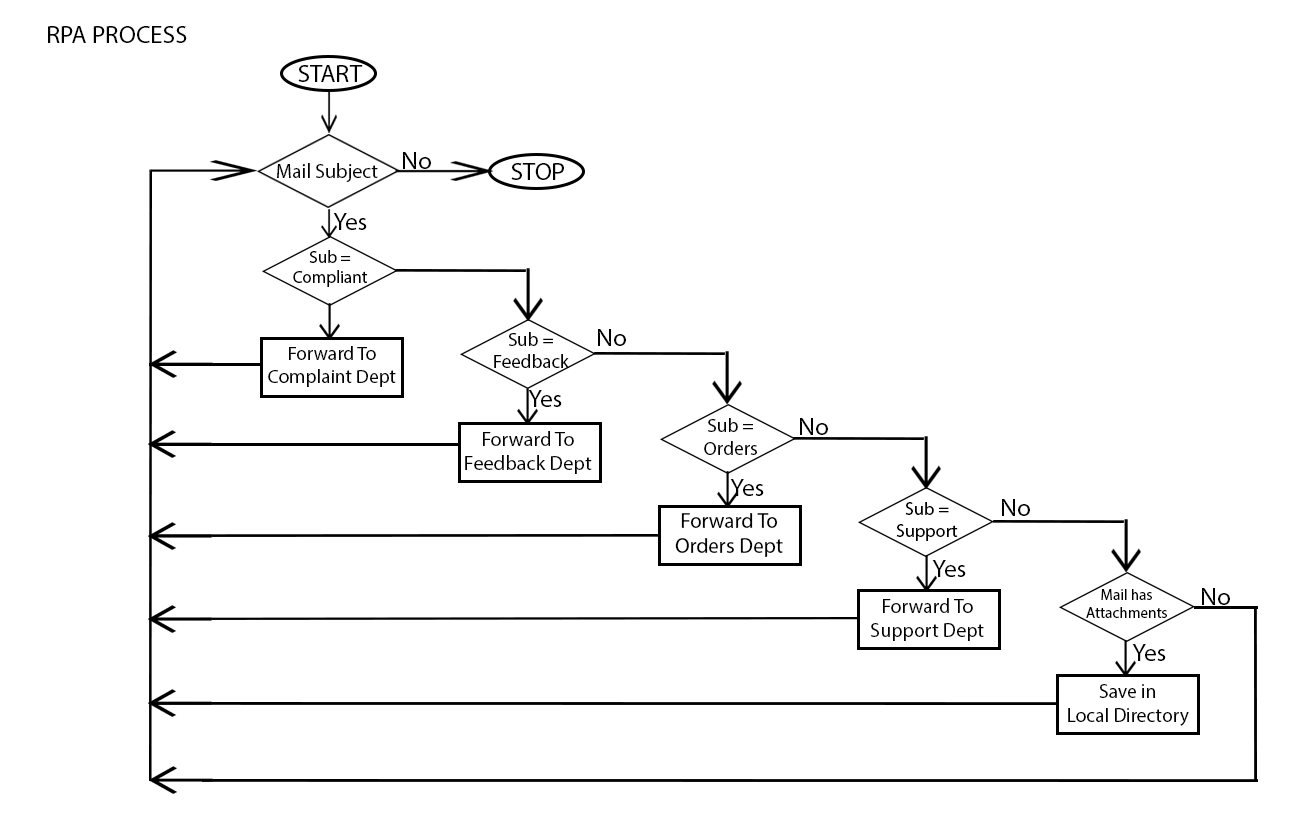 RPA PROCESS
START
Mail Subject
No
STOP
Yes
Sub =
Compliant
Forward To
Complaint Dept
Sub =
Feedback
No
Yes
Forward To
Feedback Dept
Sub =
Orders
No
Yes
Forward To
Orders Dept
Sub =
Support
No
Yes
Forward To
Support Dept
Mail has
Attachments
No
Yes
Save in
Local Directory